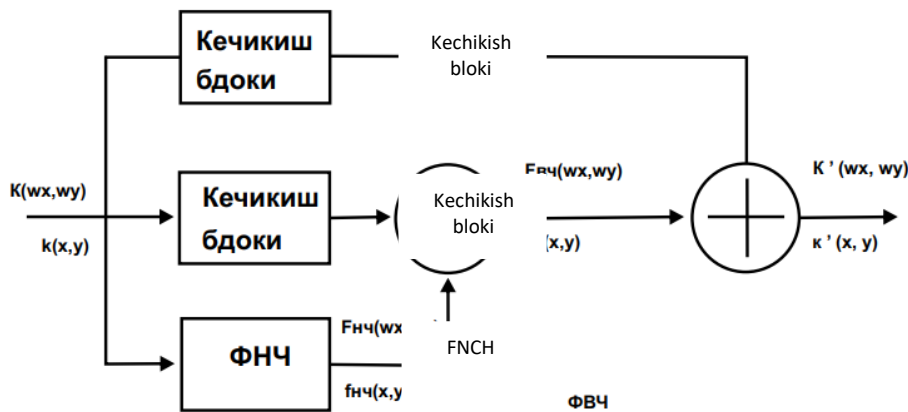 Кечикиш
бдоки
Kechikish
bloki
K(wx,wy)
k(x,y)
Кечикиш
бдоки
Kechikish
bloki
Fвч(wx,wy)
(x,y)
K ’ (wx, wy)
к ’ (x, y)
ФНЧ
Fнч(wx
fнч(x,y
FNCH
ФВЧ